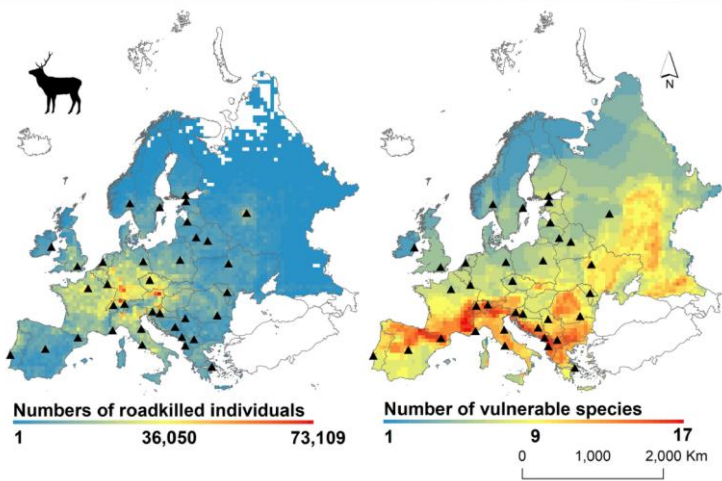 N
Numbers of roadkilled individuals
1 36,050 73,109
Number of vulnerable species
1 9 17
0 1,000 2,000 Km